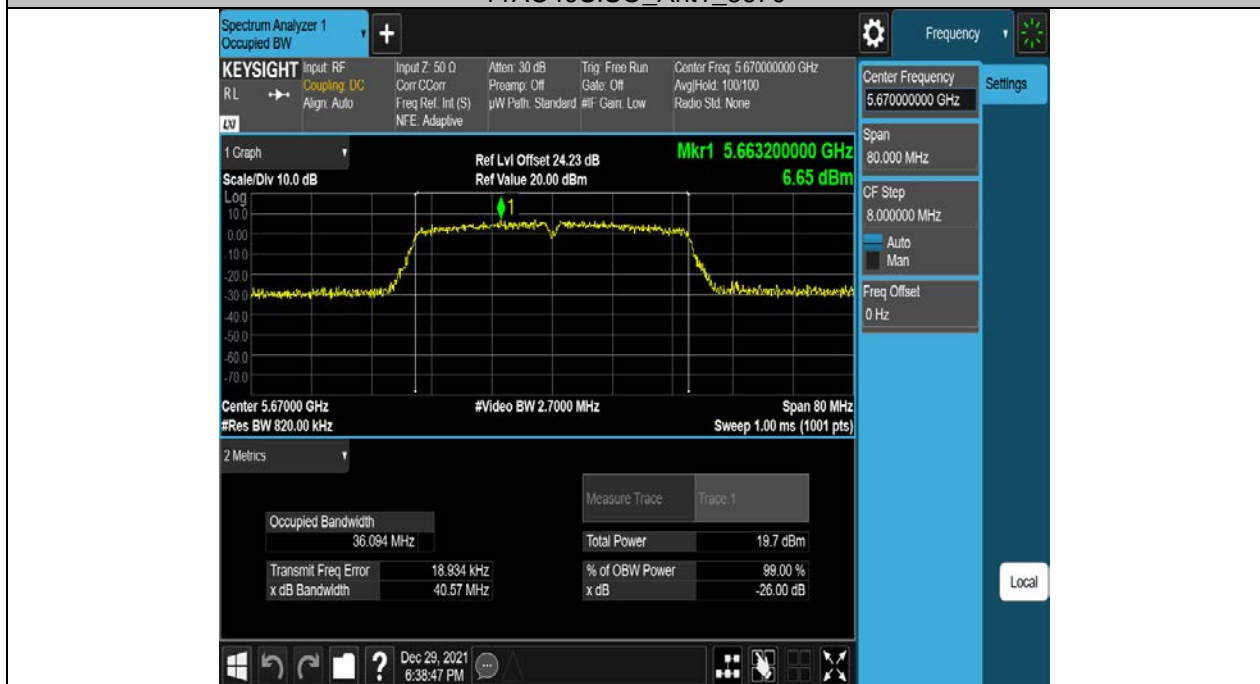 Spectrum Analyzer 1
Occupied BW
Frequency
KEYSIGHT
RL
LXI
Input: RF
Coupling: DC
Align: Auto
Input Z: 50 Ω
Corr CCorr
Freq Ref: Int (S)
NFE: Adaptive
Atten: 30 dB
Preamp: Off
µW Path: Standard
Trig: Free Run
Gate: Off
#IF Gain: Low
Center Freq: 5.670000000 GHz
Avg|Hold: 100/100
Radio Std: None
Center Frequency
5.670000000 GHz
Settings
Span
80.000 MHz
CF Step
8.000000 MHz
Auto
Man
Freq Offset
0 Hz
1 Graph
Scale/Div 10.0 dB
Ref Lvl Offset 24.23 dB
Ref Value 20.00 dBm
Mkr1 5.663200000 GHz
6.65 dBm
Log
10.0
0.00
-10.0
-20.0
-30.0
-40.0
-50.0
-60.0
-70.0
1
Center 5.67000 GHz
#Res BW 820.00 kHz
#Video BW 2.7000 MHz
Span 80 MHz
Sweep 1.00 ms (1001 pts)
2 Metrics
Measure Trace Trace 1
Occupied Bandwidth
36.094 MHz
Total Power 19.7 dBm
Transmit Freq Error 18.934 kHz
% of OBW Power 99.00 %
x dB Bandwidth 40.57 MHz
x dB -26.00 dB
Local
Dec 29, 2021
6:38:47 PM